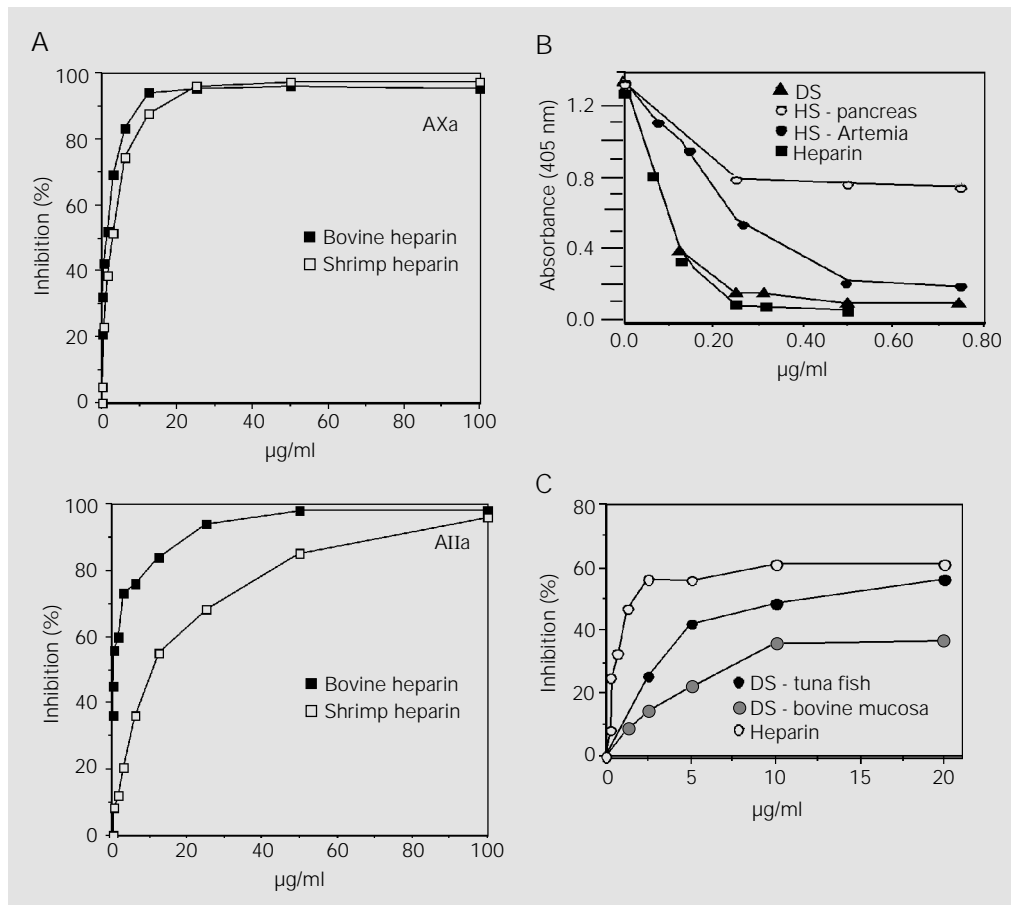 A
100
80
60
40
20
0
Inhibition (%)
AXa
Bovine heparin
Shrimp heparin
0 20 40 60 80 100
µg/ml
B
1.2
0.8
0.4
0.0
Absorbance (405 nm)
DS
HS - pancreas
HS - Artemia
Heparin
0.0 0.20 0.40 0.60 0.80
µg/ml
100
80
60
40
20
0
Inhibition (%)
AIIa
Bovine heparin
Shrimp heparin
0 20 40 60 80 100
µg/ml
C
80
60
40
20
0
Inhibition (%)
DS - tuna fish
DS - bovine mucosa
Heparin
0 5 10 15 20
µg/ml